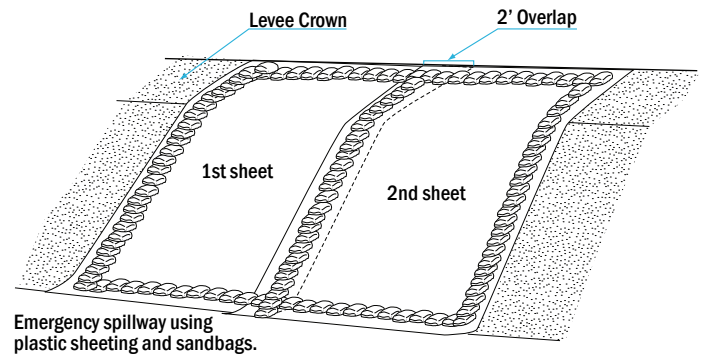 Levee Crown
2’ Overlap
1st sheet
2nd sheet
Emergency spillway using
plastic sheeting and sandbags.